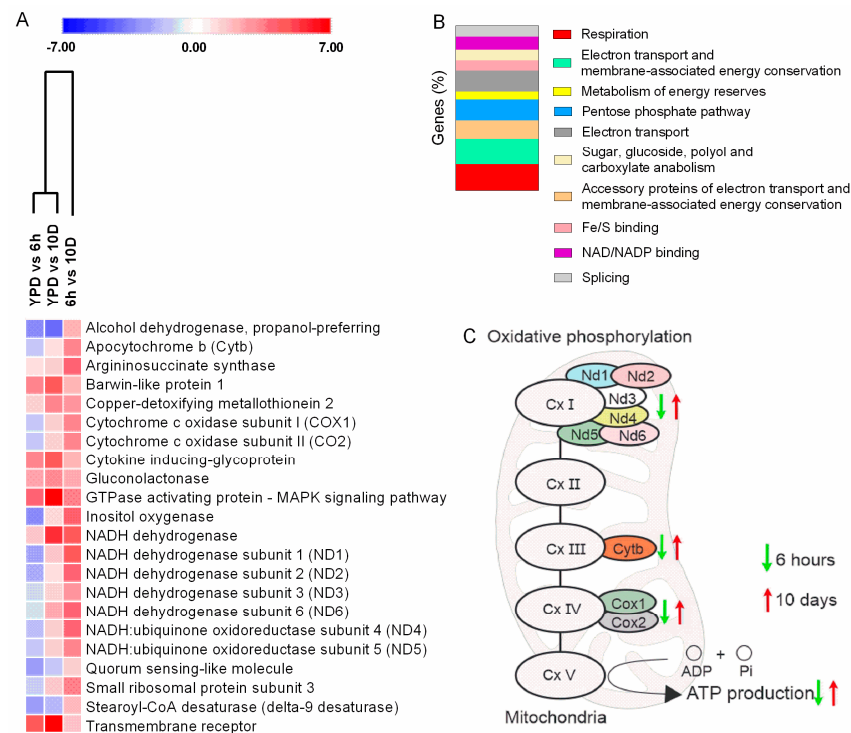 A
-7.00
0.00
7.00
YPD vs 6h
YPD vs 10D
6h vs 10D
Alcohol dehydrogenase, propanol-preferring
Apocytochrome b (Cytb)
Argininosuccinate synthase
Barwin-like protein 1
Copper-detoxifying metallothionein 2
Cytochrome c oxidase subunit I (COX1)
Cytochrome c oxidase subunit II (CO2)
Cytokine inducing-glycoprotein
Gluconolactonase
GTPase activating protein - MAPK signaling pathway
Inositol oxygenase
NADH dehydrogenase
NADH dehydrogenase subunit 1 (ND1)
NADH dehydrogenase subunit 2 (ND2)
NADH dehydrogenase subunit 3 (ND3)
NADH dehydrogenase subunit 6 (ND6)
NADH:ubiquinone oxidoreductase subunit 4 (ND4)
NADH:ubiquinone oxidoreductase subunit 5 (ND5)
Quorum sensing-like molecule
Small ribosomal protein subunit 3
Stearoyl-CoA desaturase (delta-9 desaturase)
Transmembrane receptor
B
Genes (%)
Respiration
Electron transport and
membrane-associated energy conservation
Metabolism of energy reserves
Pentose phosphate pathway
Electron transport
Sugar, glucoside, polyol and
carboxylate anabolism
Accessory proteins of electron transport and
membrane-associated energy conservation
Fe/S binding
NAD/NADP binding
Splicing
C Oxidative phosphorylation
Nd1
Nd2
Cx I
Nd3
Nd4
Nd5
Nd6
Cx II
Cx III
Cytb
6 hours
Cx IV
Cox1
Cox2
10 days
Cx V
ADP + Pi
ATP production
Mitochondria